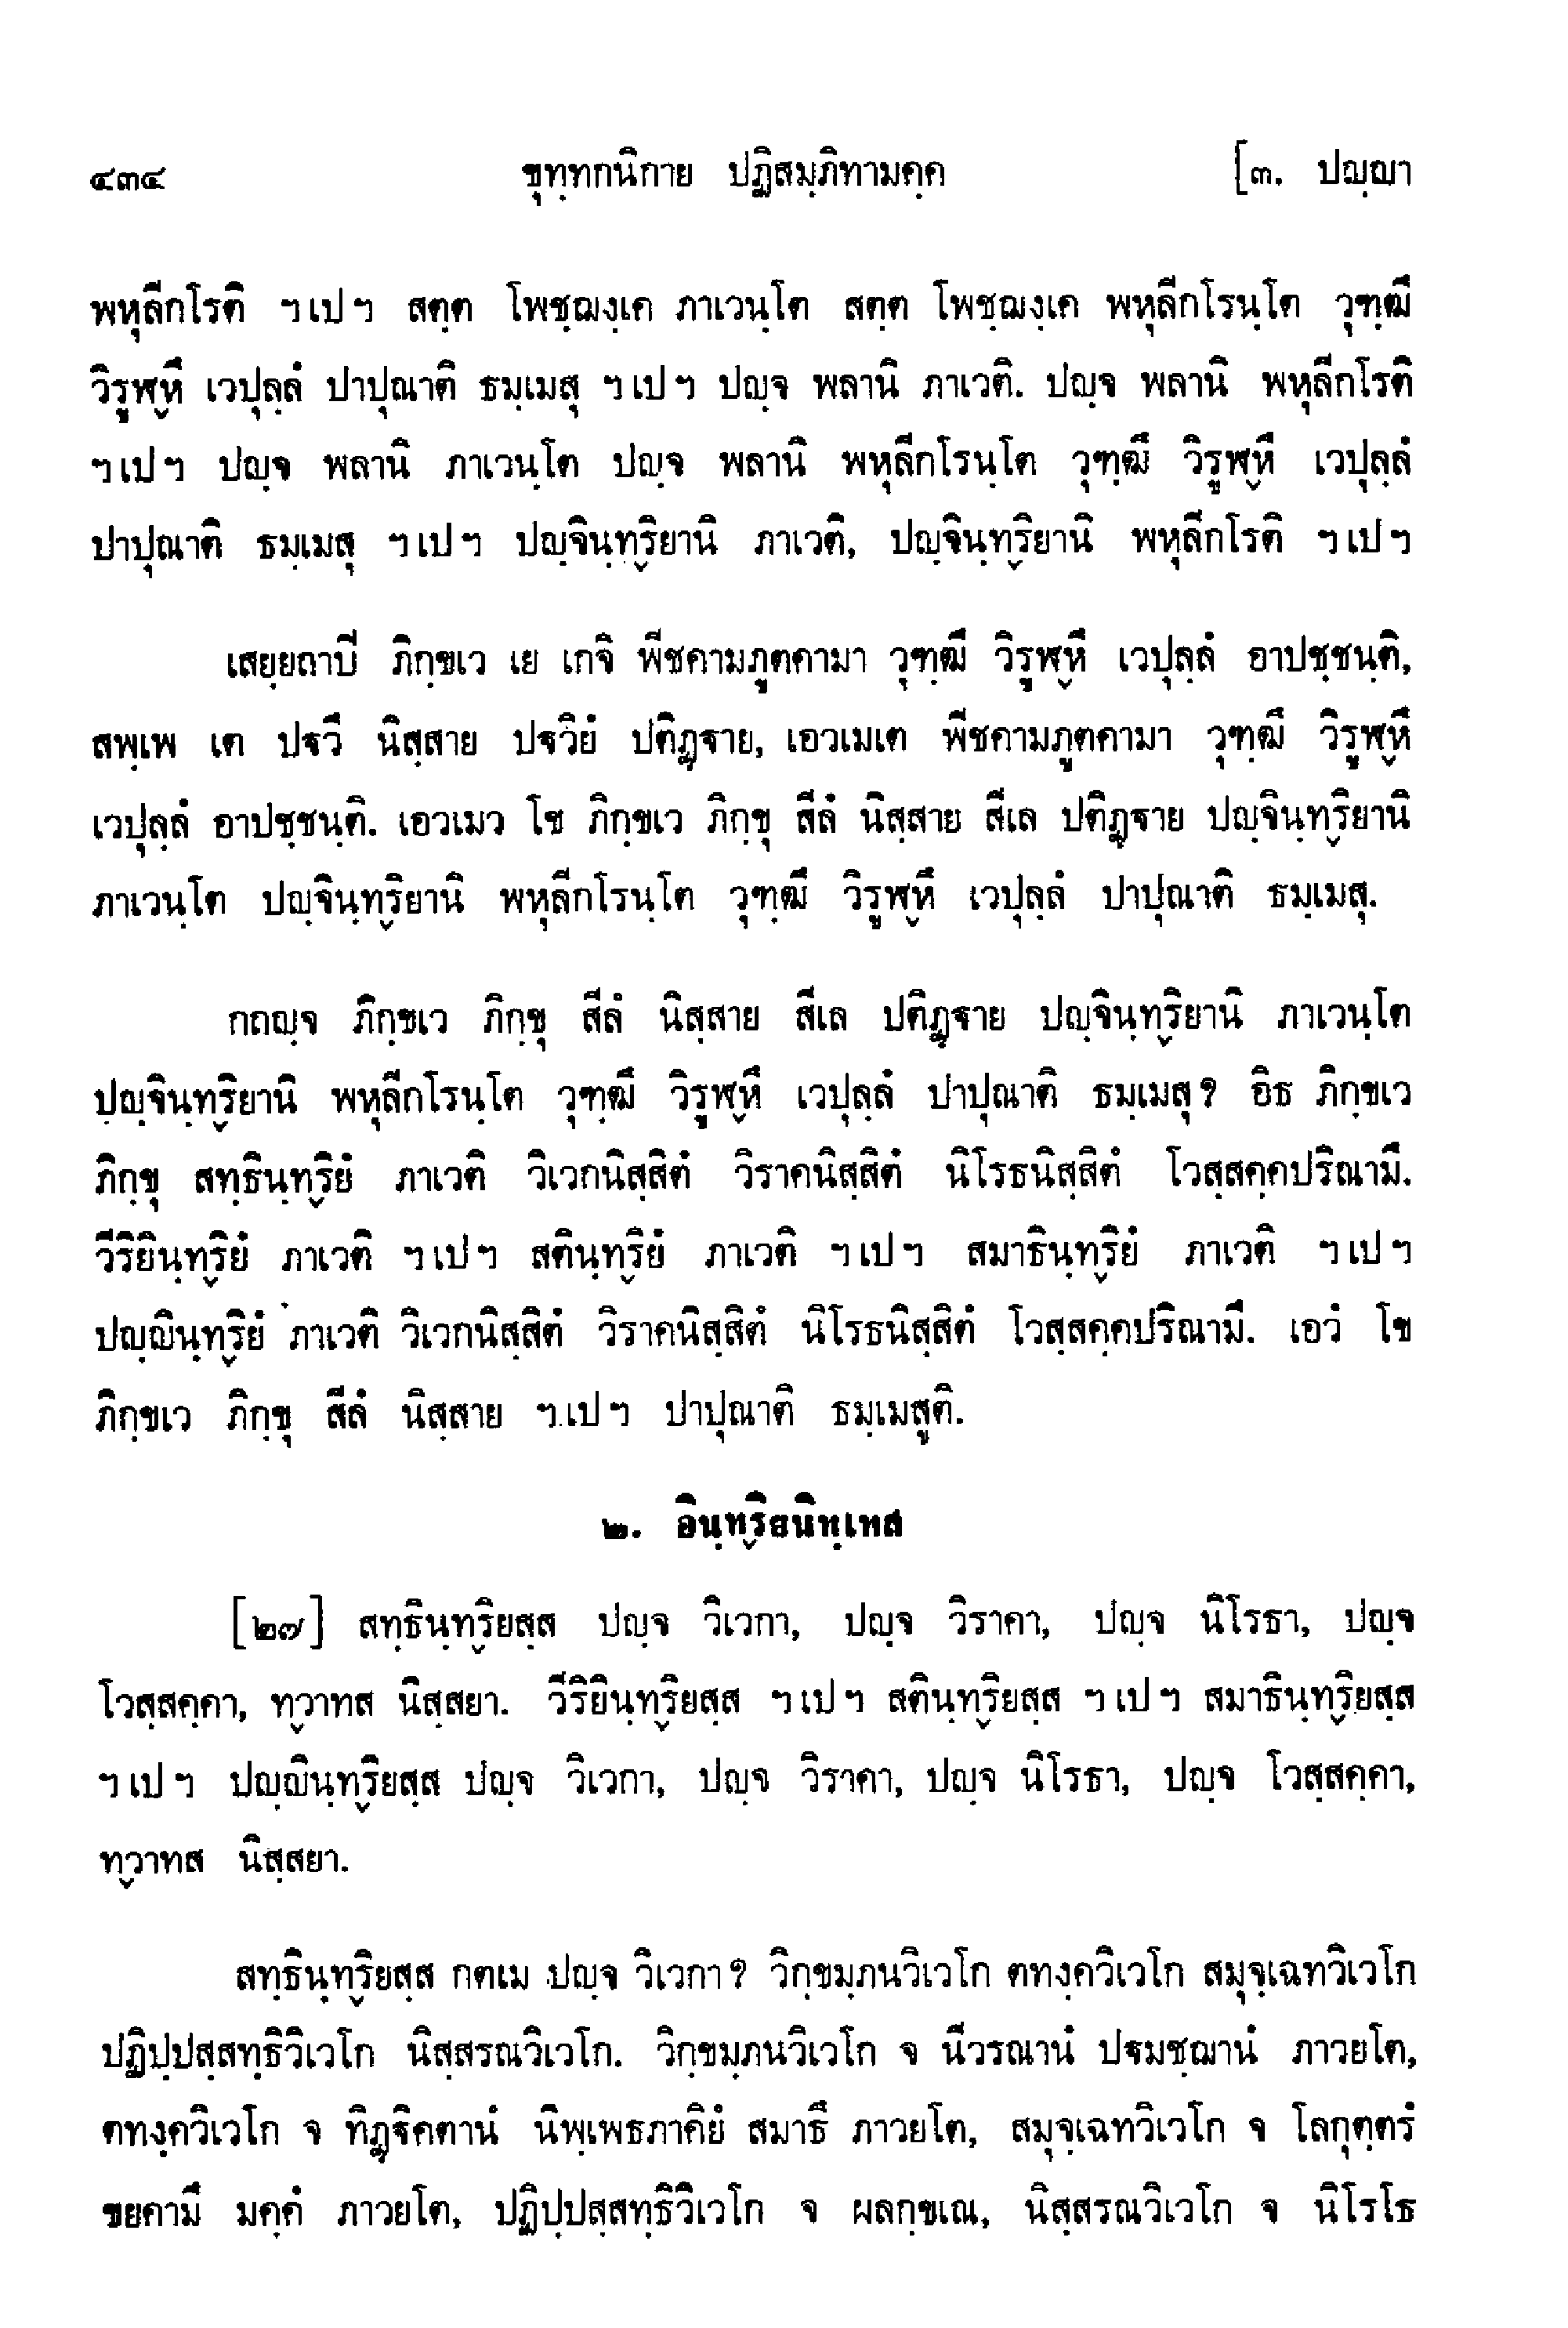 ๔๓๔ ขุทฺทกนิกาย ปฏิสมฺภิทามคฺค [๓. ปญฺญา
พหุลีกโรติ ฯ เป ฯ สตฺต โพชฺฌงฺเค ภาเวนฺโต สตฺต โพชฺฌงฺเค พหุลีกโรนฺโต วุฑฺฒึ
วิรูฬฺหึ เวปุลฺลํ ปาปุณาติ ธมฺเมสุ ฯ เป ฯ ปญฺจ พลานิ ภาเวติ. ปญฺจ พลานิ พหุลีกโรติ
ฯ เป ฯ ปญฺจ พลานิ ภาเวนฺโต ปญฺจ พลานิ พหุลีกโรนฺโต วุฑฺฒึ วิรูฬฺหึ เวปุลฺลํ
ปาปุณาติ ธมฺเมสุ ฯ เป ฯ ปญฺจินฺทฺริยานิ ภาเวติ, ปญฺจินฺทฺริยานิ พหุลีกโรติ ฯ เป ฯ
เสยฺยถาปิ ภิกฺขเว เย เกจิ พีชคามภูตคามา วุฑฺฒึ วิรูฬฺหึ เวปุลฺลํ อาปชฺชนฺติ,
สพฺเพ เต ปฐวึ นิสฺสาย ปฐวิยํ ปติฏฺฐาย, เอวเมเต พีชคามภูตคามา วุฑฺฒึ วิรูฬฺหึ
เวปุลฺลํ อาปชฺชนฺติ. เอวเมว โข ภิกฺขเว ภิกฺขุ สีลํ นิสฺสาย สีเล ปติฏฺฐาย ปญฺจินฺทฺริยานิ
ภาเวนฺโต ปญฺจินฺทฺริยานิ พหุลีกโรนฺโต วุฑฺฒึ วิรูฬฺหึ เวปุลฺลํ ปาปุณาติ ธมฺเมสุ.
กถญฺจ ภิกฺขเว ภิกฺขุ สีลํ นิสฺสาย สีเล ปติฏฺฐาย ปญฺจินฺทฺริยานิ ภาเวนฺโต
ปญฺจินฺทฺริยานิ พหุลีกโรนฺโต วุฑฺฒึ วิรูฬฺหึ เวปุลฺลํ ปาปุณาติ ธมฺเมสุ? อิธ ภิกฺขเว
ภิกฺขุ สทฺธินฺทฺริยํ ภาเวติ วิเวกนิสฺสิตํ วิราคนิสฺสิตํ นิโรธนิสฺสิตํ โวสฺสคฺคปริณามึ.
วีริยินฺทฺริยํ ภาเวติ ฯ เป ฯ สตินฺทฺริยํ ภาเวติ ฯ เป ฯ สมาธินฺทฺริยํ ภาเวติ ฯ เป ฯ
ปญฺญินฺทฺริยํ ภาเวติ วิเวกนิสฺสิตํ วิราคนิสฺสิตํ นิโรธนิสฺสิตํ โวสฺสคฺคปริณามึ. เอวํ โข
ภิกฺขเว ภิกฺขุ สีลํ นิสฺสาย ฯ เป ฯ ปาปุณาติ ธมฺเมสูติ.
๒. อินฺทฺริยนิทฺเทส
[๒๗] สทฺธินฺทฺริยสฺส ปญฺจ วิเวกา, ปญฺจ วิราคา, ปญฺจ นิโรธา, ปญฺจ
โวสฺสคฺคา, ทฺวาทส นิสฺสยา. วีริยินฺทฺริยสฺส ฯ เป ฯ สตินฺทฺริยสฺส ฯ เป ฯ สมาธินฺทฺริยสฺส
ฯ เป ฯ ปญฺญินฺทฺริยสฺส ปญฺจ วิเวกา, ปญฺจ วิราคา, ปญฺจ นิโรธา, ปญฺจ โวสฺสคฺคา,
ทฺวาทส นิสฺสยา.
สทฺธินฺทฺริยสฺส กตเม ปญฺจ วิเวกา? วิกฺขมฺภนวิเวโก ตทงฺควิเวโก สมุจฺเฉทวิเวโก
ปฏิปฺปสฺสทฺธิวิเวโก นิสฺสรณวิเวโก. วิกฺขมฺภนวิเวโก จ นีวรณานํ ปฐมชฺฌานํ ภาวยโต,
ตทงฺควิเวโก จ ทิฏฺฐิคตานํ นิพฺเพธภาคิยํ สมาธึ ภาวยโต, สมุจฺเฉทวิเวโก จ โลกุตฺตรํ
ขยคามึ มคฺคํ ภาวยโต, ปฏิปฺปสฺสทฺธิวิเวโก จ ผลกฺขเณ, นิสฺสรณวิเวโก จ นิโรโธ